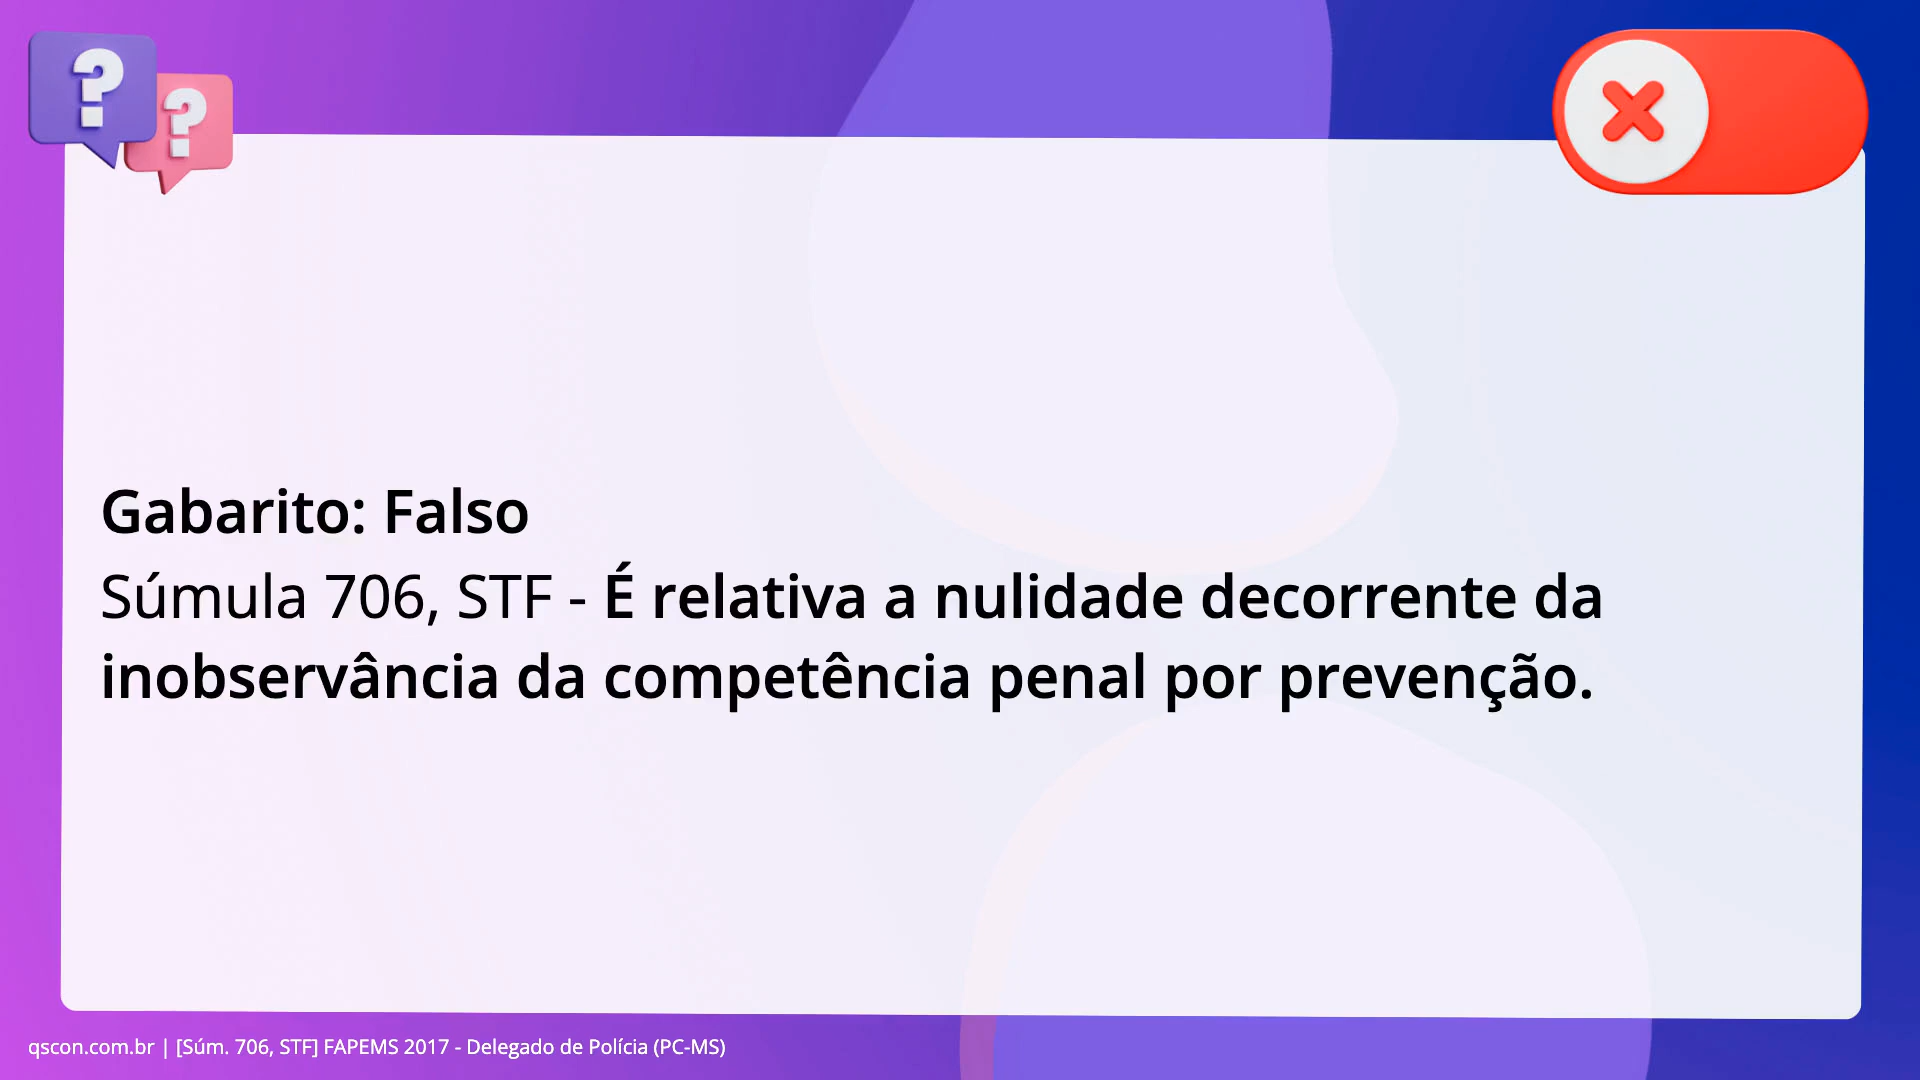 Gabarito: Falso
Súmula 706, STF - É relativa a nulidade decorrente da
inobservância da competência penal por prevenção.
qscon.com.br | [Súm. 706, STF] FAPEMS 2017 - Delegado de Polícia (PC-MS)